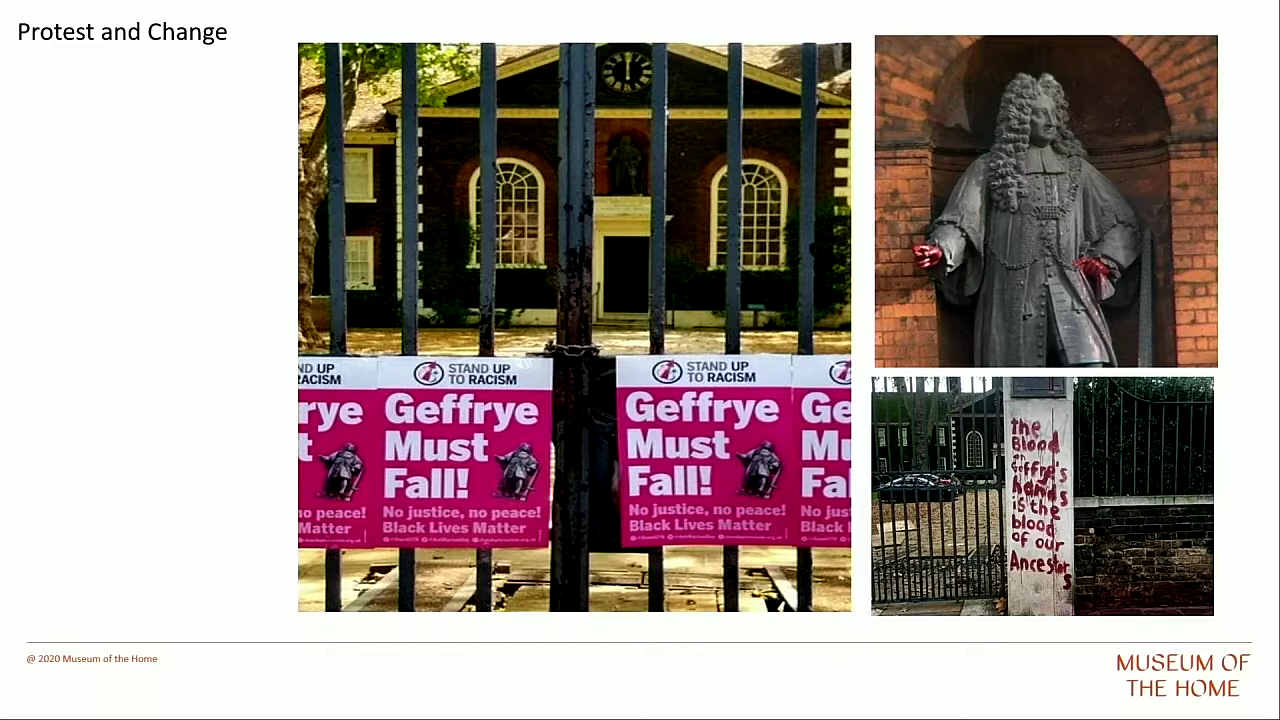 Protest and Change
ND UP
RACISM
rye
t
no peace!
Matter
STAND UP
TO RACISM
Geffrye
Must
Fall!
No justice, no peace!
Black Lives Matter
STAND UP
TO RACISM
Geffrye
Must
Fall!
No justice, no peace!
Black Lives Matter
Ge
Mu
Fall
No jus
Black L
the
Blood
on
Geffrye's
hands
is the
blood
of our
Ancestor
s
@ 2020 Museum of the Home
MUSEUM OF
THE HOME